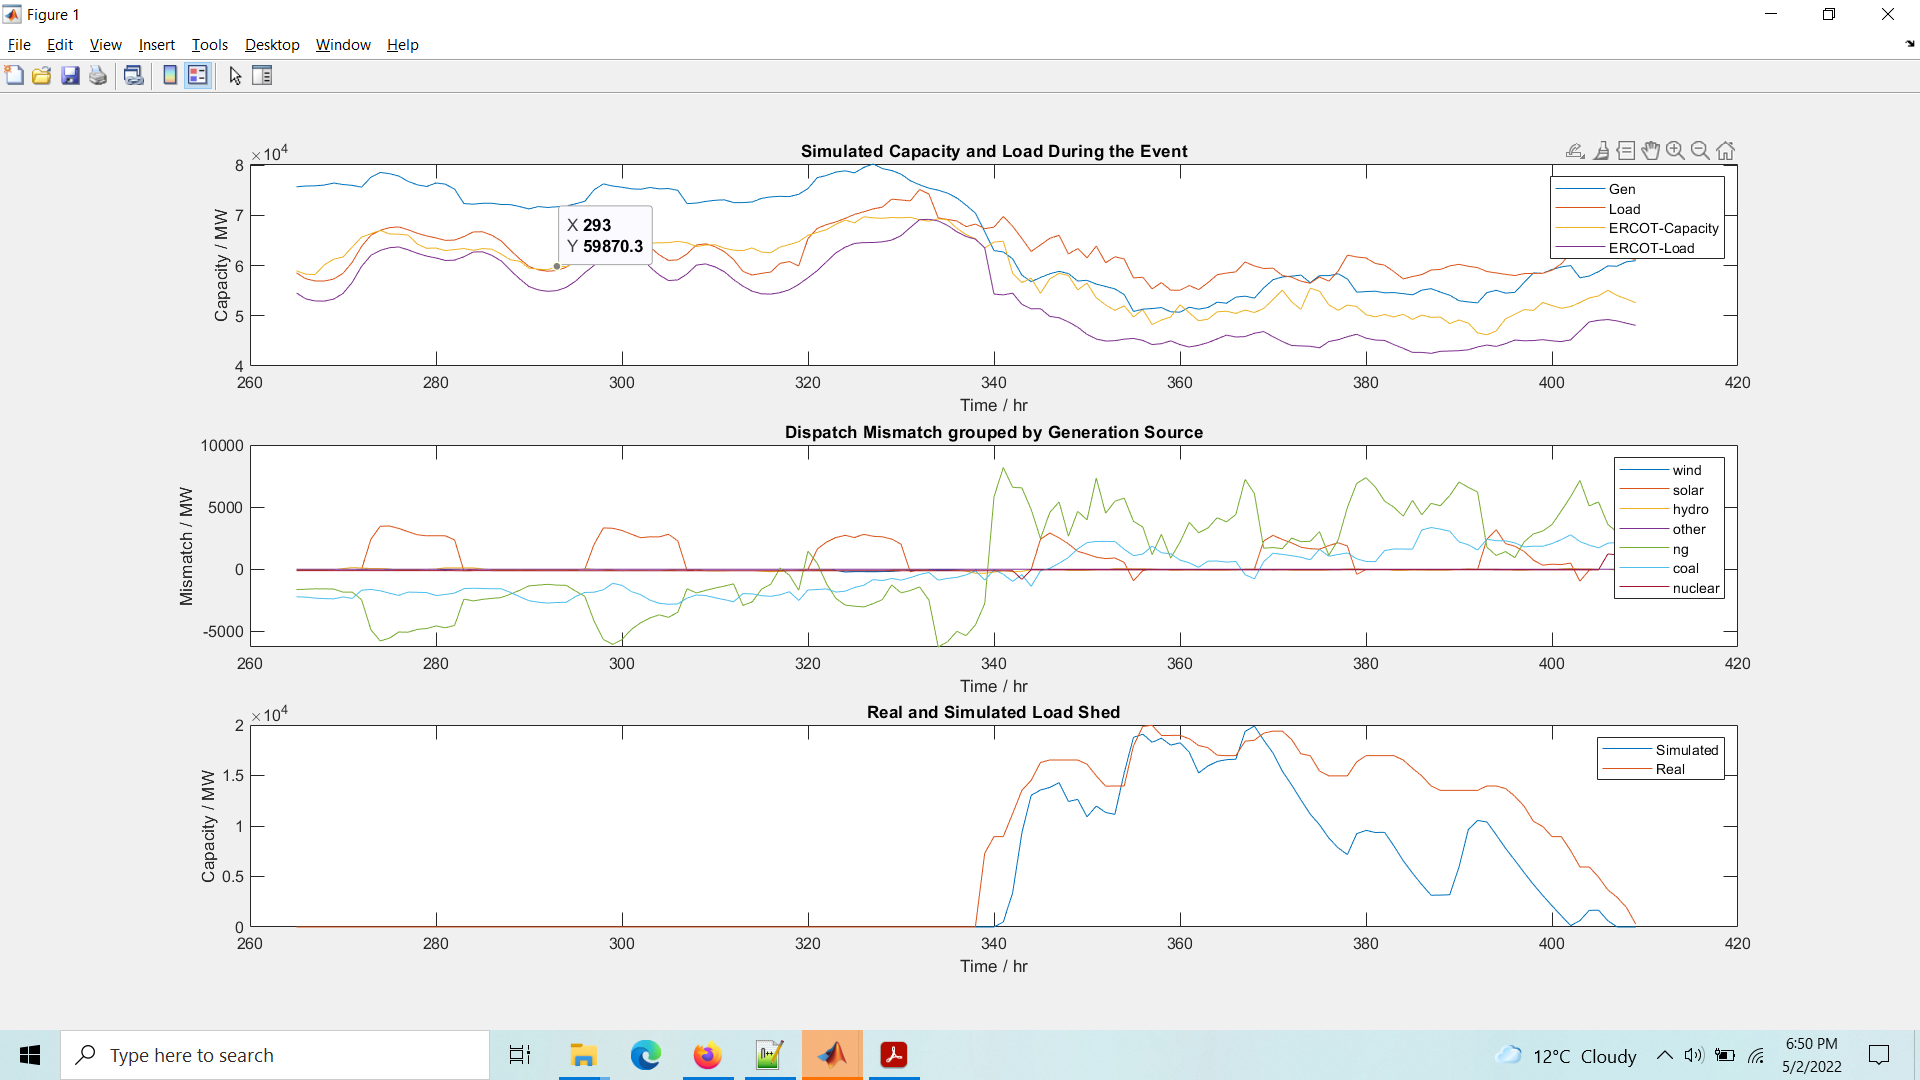 Figure 1
File Edit View Insert Tools Desktop Window Help
×10^4
Simulated Capacity and Load During the Event
8
7
6
5
4
Capacity / MW
X 293
Y 59870.3
Gen
Load
ERCOT-Capacity
ERCOT-Load
260 280 300 320 340 360 380 400 420
Time / hr
Dispatch Mismatch grouped by Generation Source
10000
5000
0
-5000
Mismatch / MW
wind
solar
hydro
other
ng
coal
nuclear
260 280 300 320 340 360 380 400 420
Time / hr
×10^4
Real and Simulated Load Shed
2
1.5
1
0.5
0
Capacity / MW
Simulated
Real
260 280 300 320 340 360 380 400 420
Time / hr
Type here to search
12°C Cloudy
6:50 PM
5/2/2022